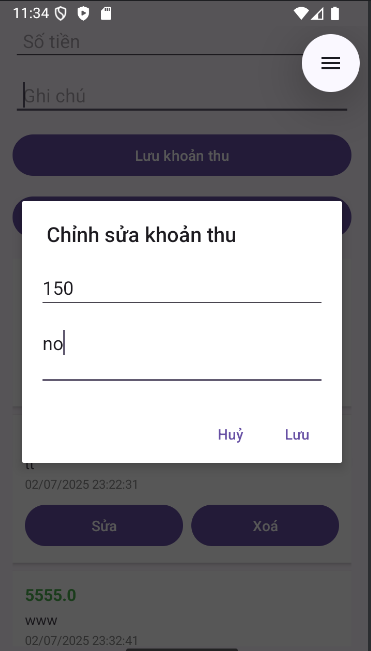 11:34
Số tiền
Ghi chú
Lưu khoản thu
Chỉnh sửa khoản thu
150
no
Huỷ
Lưu
tt
02/07/2025 23:22:31
Sửa
Xoá
5555.0
www
02/07/2025 23:32:41